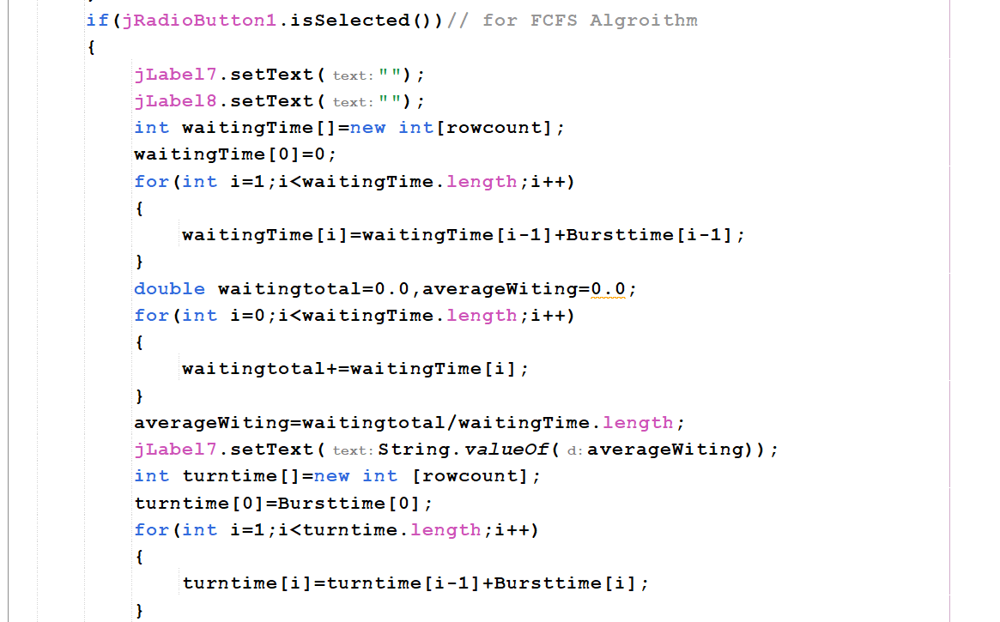 if(jRadioButton1.isSelected())// for FCFS Algroithm
{
jLabel7.setText( text: "");
jLabel8.setText( text: "");
int waitingTime[]=new int[rowcount];
waitingTime[0]=0;
for(int i=1;i<waitingTime.length;i++)
{
waitingTime[i]=waitingTime[i-1]+Bursttime[i-1];
}
double waitingtotal=0.0,averageWiting=0.0;
for(int i=0;i<waitingTime.length;i++)
{
waitingtotal+=waitingTime[i];
}
averageWiting=waitingtotal/waitingTime.length;
jLabel7.setText( text: String.valueOf( d: averageWiting));
int turntime[]=new int [rowcount];
turntime[0]=Bursttime[0];
for(int i=1;i<turntime.length;i++)
{
turntime[i]=turntime[i-1]+Bursttime[i];
}